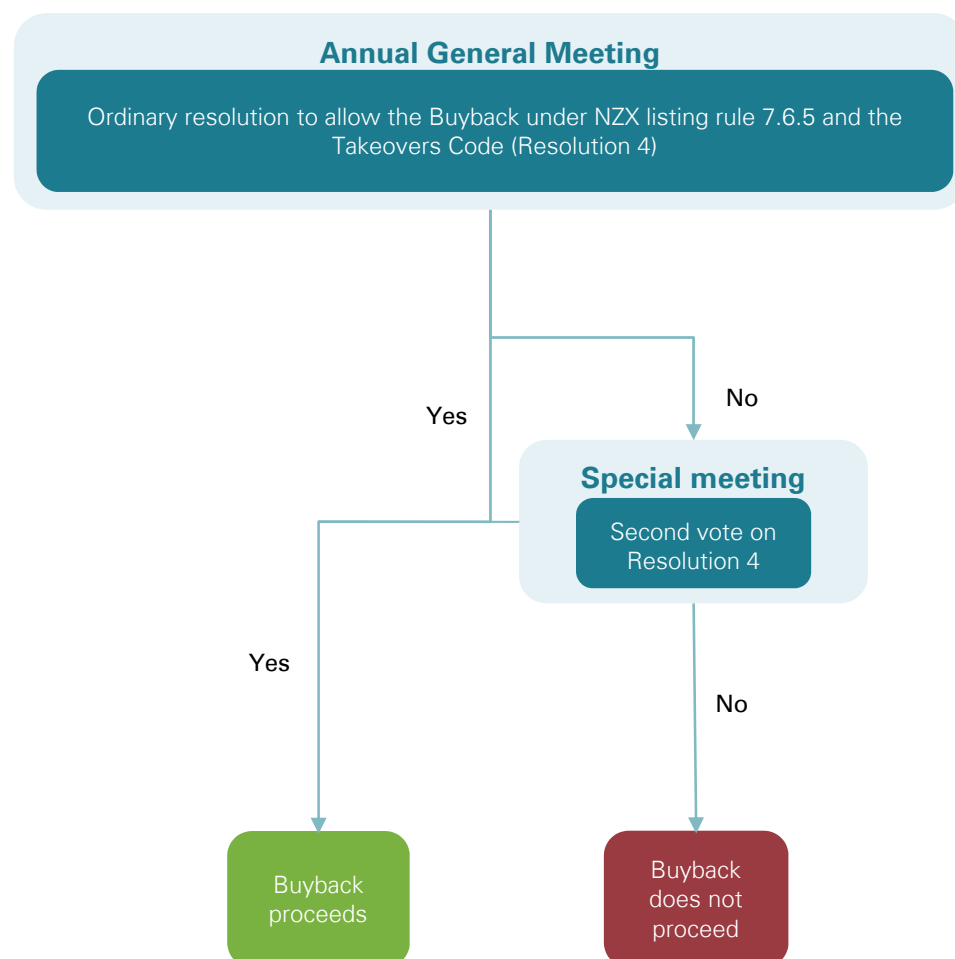 Annual General Meeting
Ordinary resolution to allow the Buyback under NZX listing rule 7.6.5 and the
Takeovers Code (Resolution 4)
Yes
No
Special meeting
Second vote on
Resolution 4
Yes
No
Buyback
proceeds
Buyback
does not
proceed